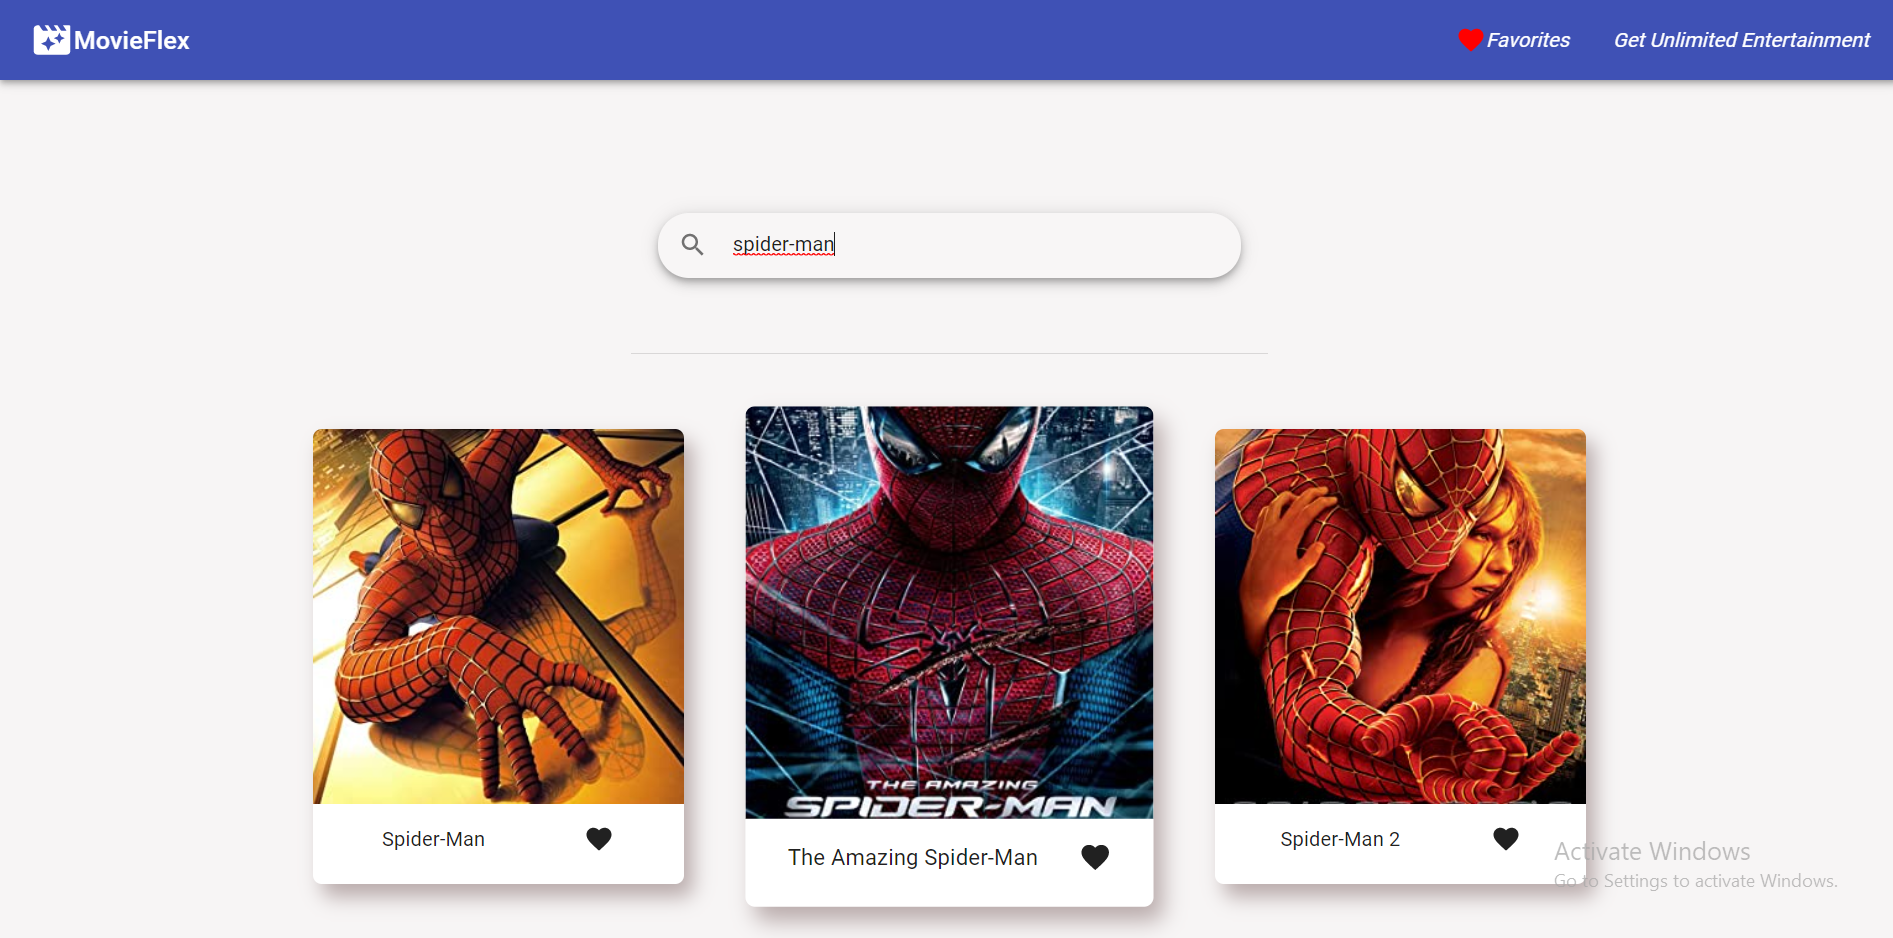 MovieFlex
Favorites
Get Unlimited Entertainment
spider-man
THE AMAZING
SPIDER-MAN
Spider-Man
The Amazing Spider-Man
Spider-Man 2
Activate Windows
Go to Settings to activate Windows.